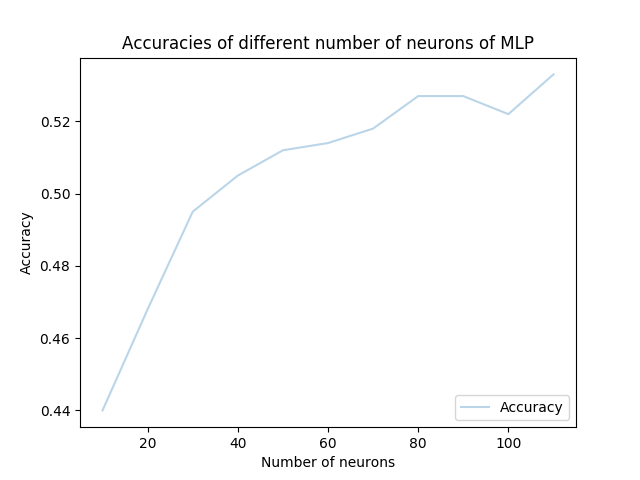 Accuracies of different number of neurons of MLP
0.52
0.50
0.48
0.46
0.44
Accuracy
Accuracy
20 40 60 80 100
Number of neurons